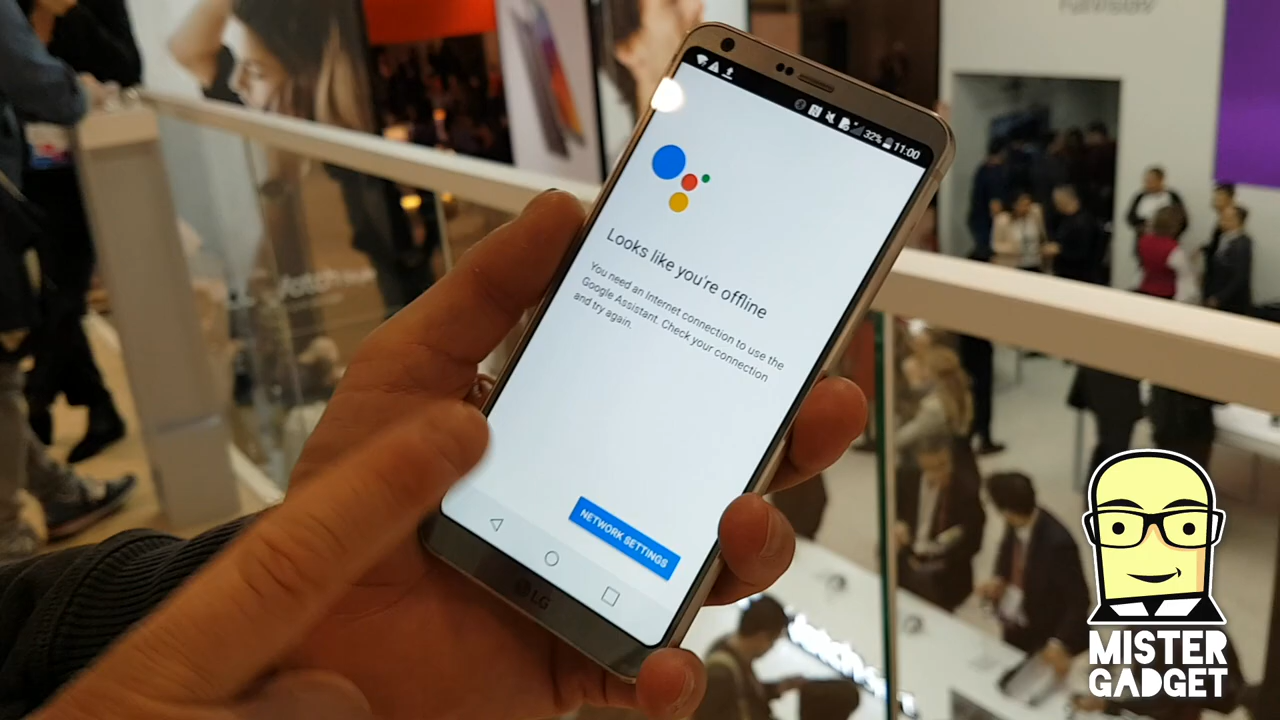 FullVision
32% 11:00
Looks like you're offline
You need an Internet connection to use the
Google Assistant. Check your connection
and try again.
NETWORK SETTINGS
LG
MISTER
GADGET